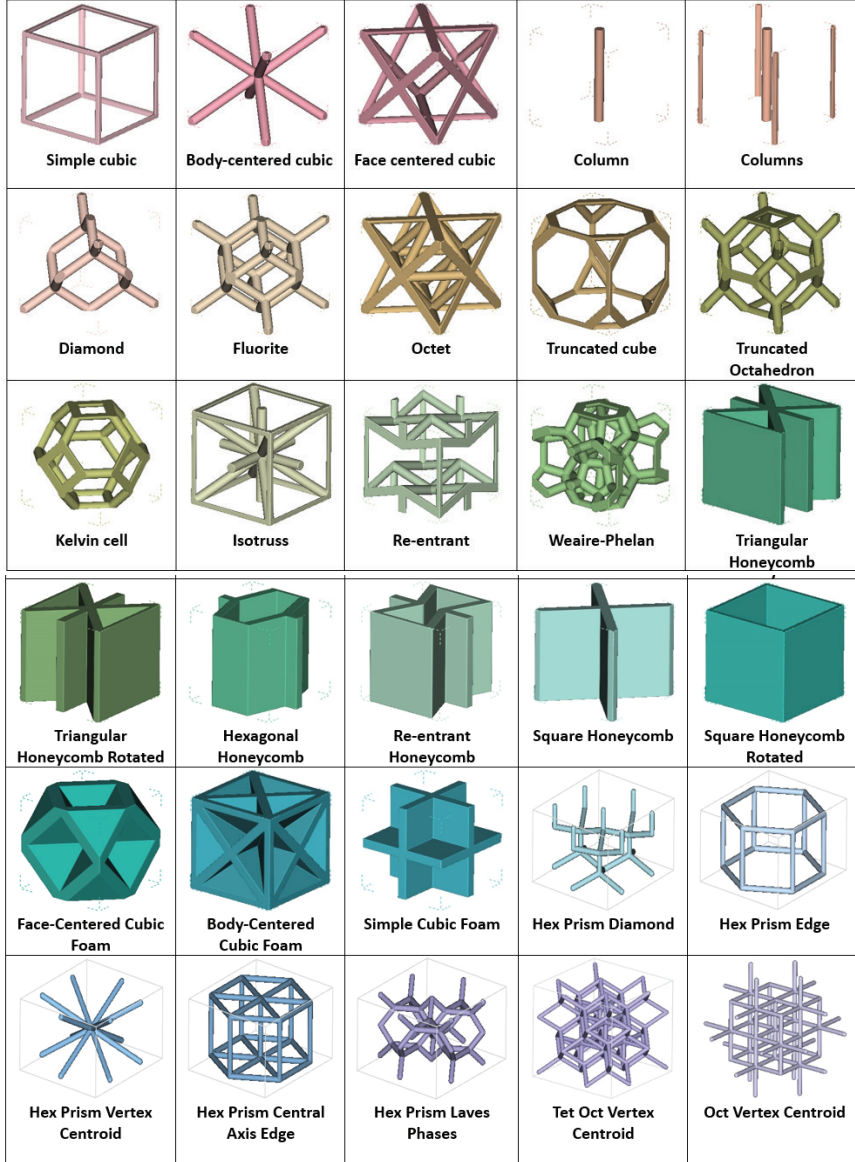 Simple cubic
Body-centered cubic
Face centered cubic
Column
Columns
Diamond
Fluorite
Octet
Truncated cube
Truncated
Octahedron
Kelvin cell
Isotruss
Re-entrant
Weaire-Phelan
Triangular
Honeycomb
Triangular
Honeycomb Rotated
Hexagonal
Honeycomb
Re-entrant
Honeycomb
Square Honeycomb
Square Honeycomb
Rotated
Face-Centered Cubic
Foam
Body-Centered
Cubic Foam
Simple Cubic Foam
Hex Prism Diamond
Hex Prism Edge
Hex Prism Vertex
Centroid
Hex Prism Central
Axis Edge
Hex Prism Laves
Phases
Tet Oct Vertex
Centroid
Oct Vertex Centroid